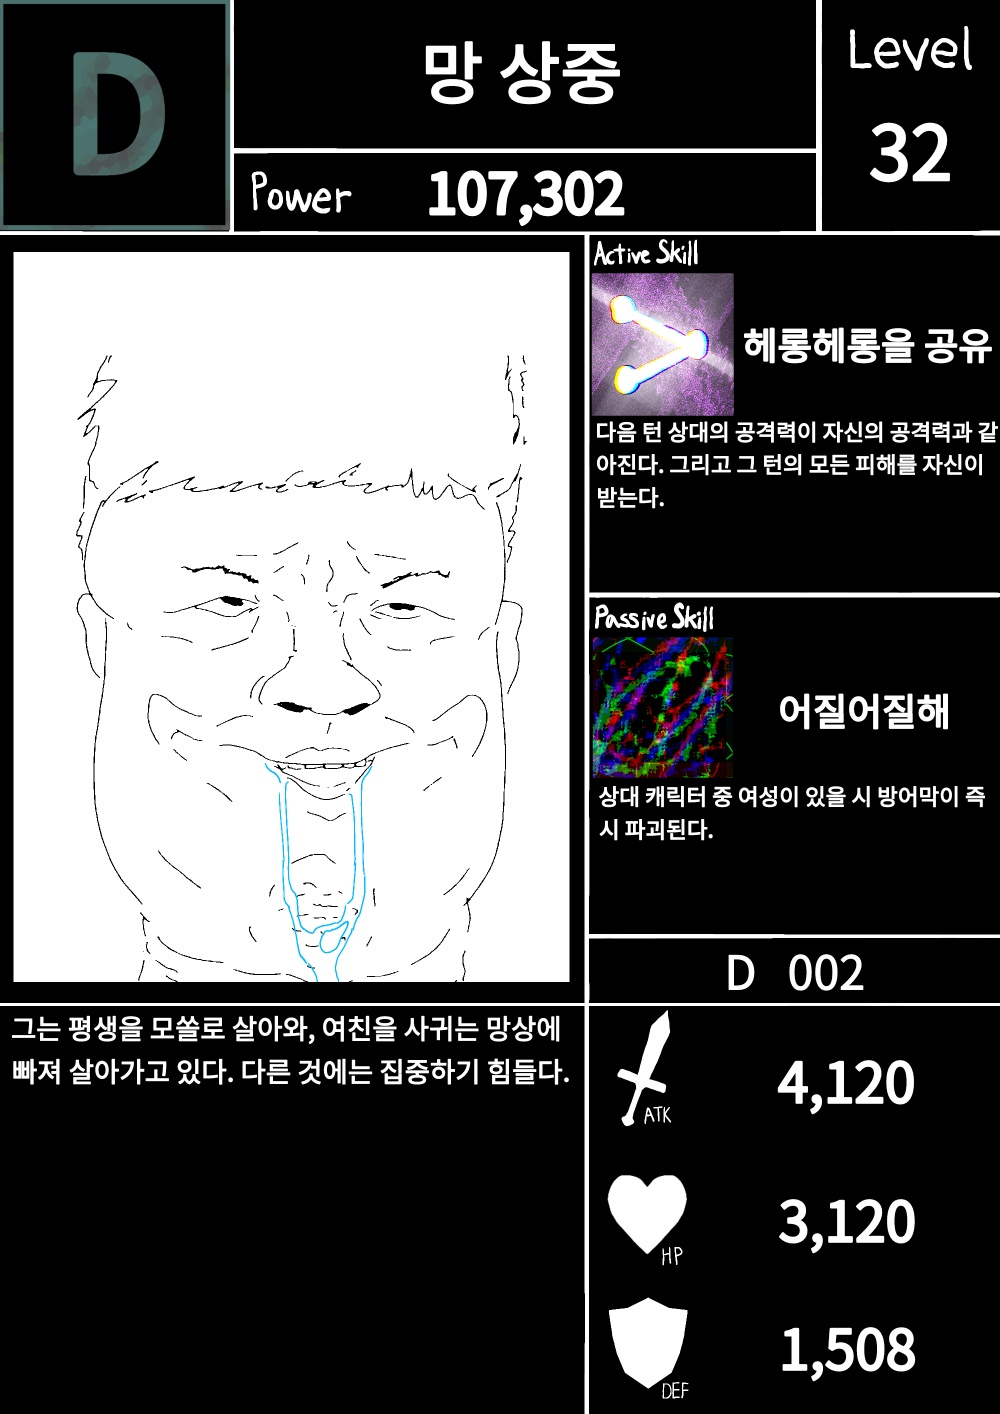 D
망 상중
Level
32
Power 107,302
Active Skill
헤롱헤롱을 공유
다음 턴 상대의 공격력이 자신의 공격력과 같
아진다. 그리고 그 턴의 모든 피해를 자신이
받는다.
Passive Skill
어질어질해
상대 캐릭터 중 여성이 있을 시 방어막이 즉
시 파괴된다.
D 002
그는 평생을 모쏠로 살아와, 여친을 사귀는 망상에
빠져 살아가고 있다. 다른 것에는 집중하기 힘들다.
ATK 4,120
HP 3,120
DEF 1,508